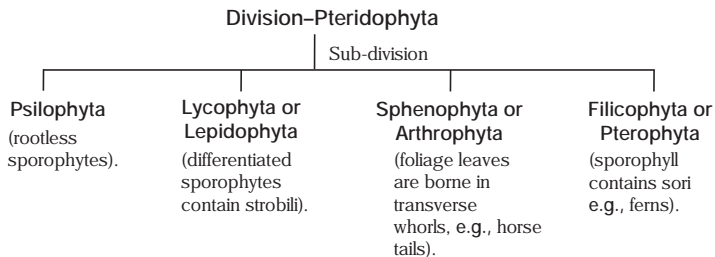 Division–Pteridophyta
Sub-division
Psilophyta
(rootless
sporophytes).
Lycophyta or
Lepidophyta
(differentiated
sporophytes
contain strobili).
Sphenophyta or
Arthrophyta
(foliage leaves
are borne in
transverse
whorls, e.g., horse
tails).
Filicophyta or
Pterophyta
(sporophyll
contains sori
e.g., ferns).